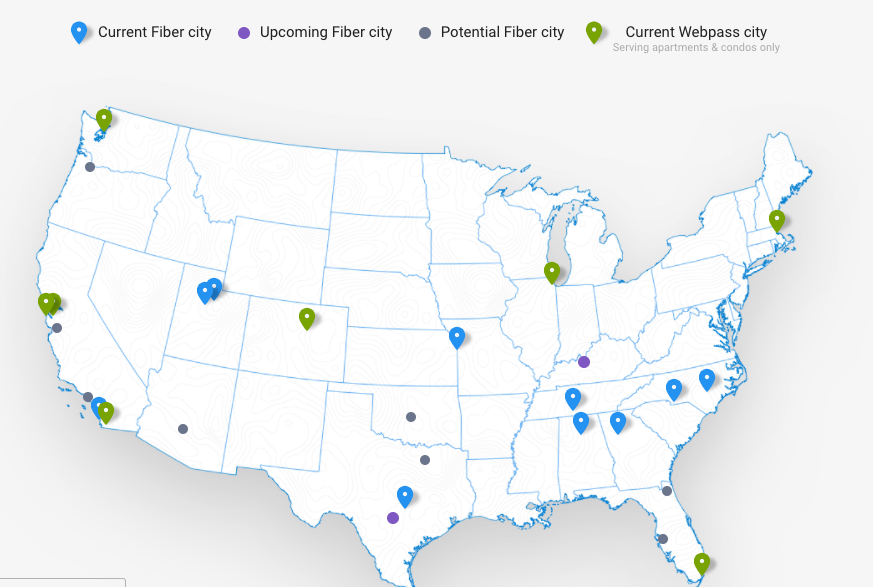 Current Fiber city
Upcoming Fiber city
Potential Fiber city
Current Webpass city
Serving apartments & condos only